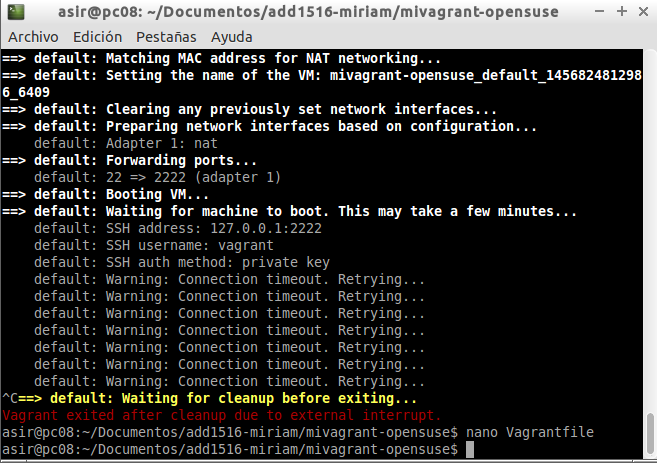 asir@pc08: ~/Documentos/add1516-miriam/mivagrant-opensuse
Archivo Edición Pestañas Ayuda
==> default: Matching MAC address for NAT networking...
==> default: Setting the name of the VM: mivagrant-opensuse_default_145682481298
6_6409
==> default: Clearing any previously set network interfaces...
==> default: Preparing network interfaces based on configuration...
    default: Adapter 1: nat
==> default: Forwarding ports...
    default: 22 => 2222 (adapter 1)
==> default: Booting VM...
==> default: Waiting for machine to boot. This may take a few minutes...
    default: SSH address: 127.0.0.1:2222
    default: SSH username: vagrant
    default: SSH auth method: private key
    default: Warning: Connection timeout. Retrying...
    default: Warning: Connection timeout. Retrying...
    default: Warning: Connection timeout. Retrying...
    default: Warning: Connection timeout. Retrying...
    default: Warning: Connection timeout. Retrying...
    default: Warning: Connection timeout. Retrying...
    default: Warning: Connection timeout. Retrying...
^C==> default: Waiting for cleanup before exiting...
Vagrant exited after cleanup due to external interrupt.
asir@pc08:~/Documentos/add1516-miriam/mivagrant-opensuse$ nano Vagrantfile
asir@pc08:~/Documentos/add1516-miriam/mivagrant-opensuse$